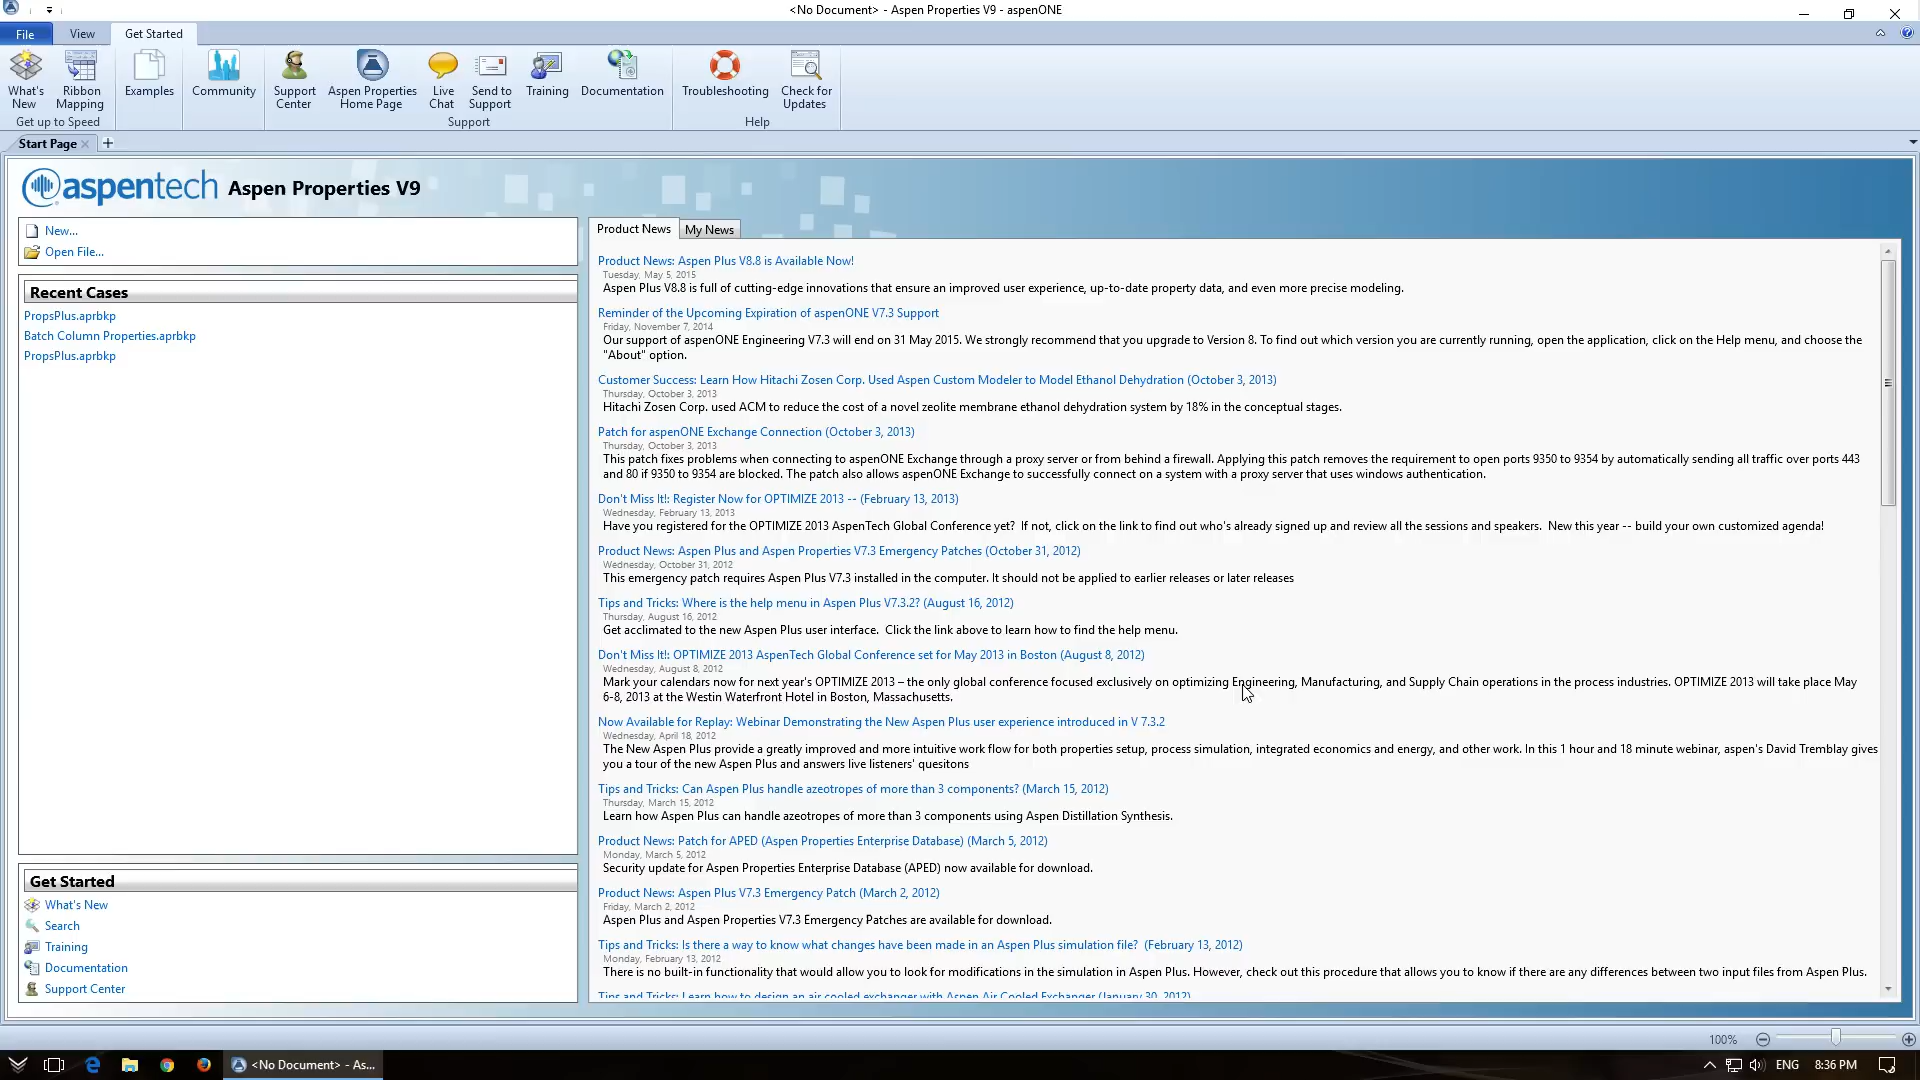 <No Document> - Aspen Properties V9 - aspenONE
File
View
Get Started
What's New
Ribbon Mapping
Examples
Community
Support Center
Aspen Properties Home Page
Live Chat
Send to Support
Training
Documentation
Troubleshooting
Check for Updates
Get up to Speed
Support
Help
Start Page
aspentech Aspen Properties V9
New...
Open File...
Recent Cases
PropsPlus.aprbkp
Batch Column Properties.aprbkp
PropsPlus.aprbkp
Get Started
What's New
Search
Training
Documentation
Support Center
Product News
My News
Product News: Aspen Plus V8.8 is Available Now!
Tuesday, May 5, 2015
Aspen Plus V8.8 is full of cutting-edge innovations that ensure an improved user experience, up-to-date property data, and even more precise modeling.
Reminder of the Upcoming Expiration of aspenONE V7.3 Support
Friday, November 7, 2014
Our support of aspenONE Engineering V7.3 will end on 31 May 2015. We strongly recommend that you upgrade to Version 8. To find out which version you are currently running, open the application, click on the Help menu, and choose the
"About" option.
Customer Success: Learn How Hitachi Zosen Corp. Used Aspen Custom Modeler to Model Ethanol Dehydration (October 3, 2013)
Thursday, October 3, 2013
Hitachi Zosen Corp. used ACM to reduce the cost of a novel zeolite membrane ethanol dehydration system by 18% in the conceptual stages.
Patch for aspenONE Exchange Connection (October 3, 2013)
Thursday, October 3, 2013
This patch fixes problems when connecting to aspenONE Exchange through a proxy server or from behind a firewall. Applying this patch removes the requirement to open ports 9350 to 9354 by automatically sending all traffic over ports 443
and 80 if 9350 to 9354 are blocked. The patch also allows aspenONE Exchange to successfully connect on a system with a proxy server that uses windows authentication.
Don't Miss It!: Register Now for OPTIMIZE 2013 -- (February 13, 2013)
Wednesday, February 13, 2013
Have you registered for the OPTIMIZE 2013 AspenTech Global Conference yet?  If not, click on the link to find out who's already signed up and review all the sessions and speakers.  New this year -- build your own customized agenda!
Product News: Aspen Plus and Aspen Properties V7.3 Emergency Patches (October 31, 2012)
Wednesday, October 31, 2012
This emergency patch requires Aspen Plus V7.3 installed in the computer. It should not be applied to earlier releases or later releases
Tips and Tricks: Where is the help menu in Aspen Plus V7.3.2? (August 16, 2012)
Thursday, August 16, 2012
Get acclimated to the new Aspen Plus user interface.  Click the link above to learn how to find the help menu.
Don't Miss It!: OPTIMIZE 2013 AspenTech Global Conference set for May 2013 in Boston (August 8, 2012)
Wednesday, August 8, 2012
Mark your calendars now for next year's OPTIMIZE 2013 – the only global conference focused exclusively on optimizing Engineering, Manufacturing, and Supply Chain operations in the process industries. OPTIMIZE 2013 will take place May
6-8, 2013 at the Westin Waterfront Hotel in Boston, Massachusetts.
Now Available for Replay: Webinar Demonstrating the New Aspen Plus user experience introduced in V 7.3.2
Wednesday, April 18, 2012
The New Aspen Plus provide a greatly improved and more intuitive work flow for both properties setup, process simulation, integrated economics and energy, and other work. In this 1 hour and 18 minute webinar, aspen's David Tremblay gives
you a tour of the new Aspen Plus and answers live listeners' quesitons
Tips and Tricks: Can Aspen Plus handle azeotropes of more than 3 components? (March 15, 2012)
Thursday, March 15, 2012
Learn how Aspen Plus can handle azeotropes of more than 3 components using Aspen Distillation Synthesis.
Product News: Patch for APED (Aspen Properties Enterprise Database) (March 5, 2012)
Monday, March 5, 2012
Security update for Aspen Properties Enterprise Database (APED) now available for download.
Product News: Aspen Plus V7.3 Emergency Patch (March 2, 2012)
Friday, March 2, 2012
Aspen Plus and Aspen Properties V7.3 Emergency Patches are available for download.
Tips and Tricks: Is there a way to know what changes have been made in an Aspen Plus simulation file?  (February 13, 2012)
Monday, February 13, 2012
There is no built-in functionality that would allow you to look for modifications in the simulation in Aspen Plus. However, check out this procedure that allows you to know if there are any differences between two input files from Aspen Plus.
Tips and Tricks: Learn how to design an air cooled exchanger with Aspen Air Cooled Exchanger (January 30, 2012)
100%
<No Document> - As...
ENG
8:36 PM